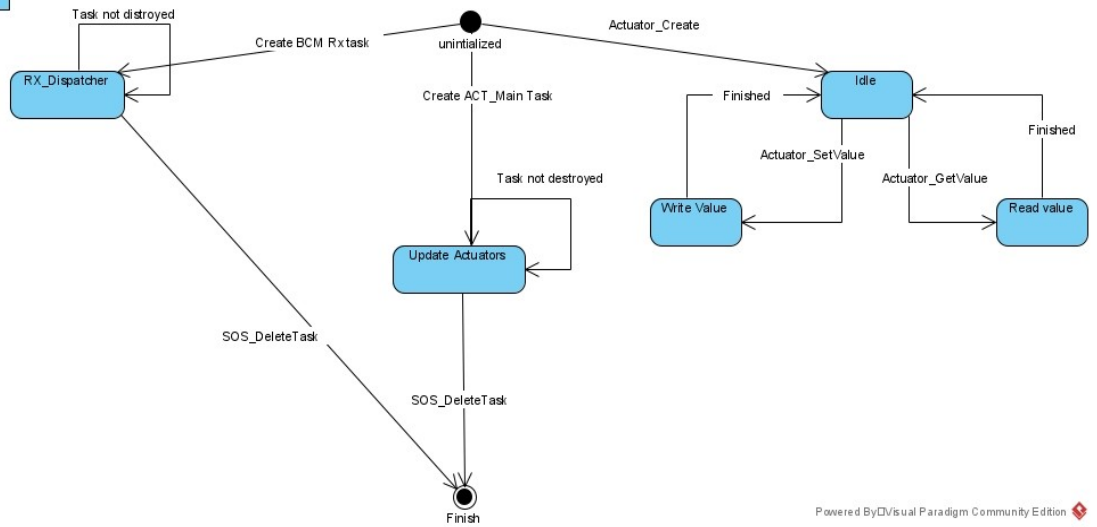 Task not distroyed
Actuator_Create
Create BCM Rx task
unintialized
RX_Dispatcher
Idle
Create ACT_Main Task
Finished
Finished
Actuator_SetValue
Actuator_GetValue
Task not destroyed
Write Value
Read value
Update Actuators
SOS_DeleteTask
SOS_DeleteTask
Finish
Powered By Visual Paradigm Community Edition